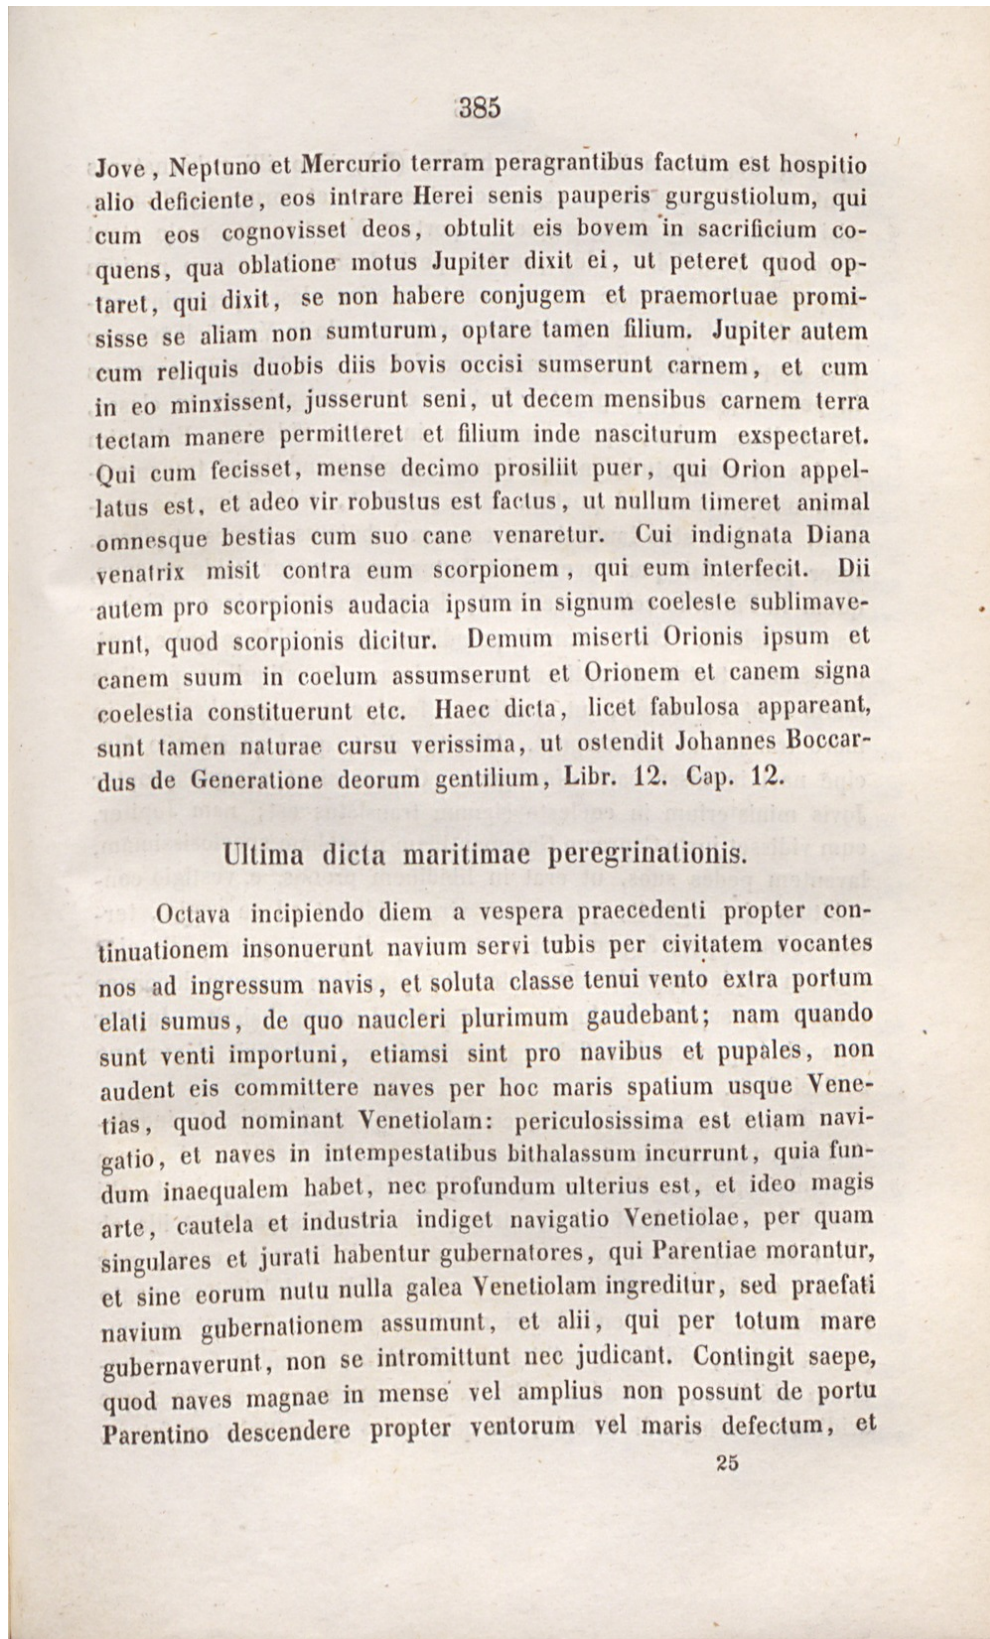 385
Jove, Neptuno et Mercurio terram peragrantibus factum est hospitio
alio deficiente, eos intrare Herei senis pauperis gurgustiolum, qui
cum eos cognovisset deos, obtulit eis bovem in sacrificium co-
quens, qua oblatione motus Jupiter dixit ei, ut peteret quod op-
taret, qui dixit, se non habere conjugem et praemortuae promi-
sisse se aliam non sumturum, optare tamen filium. Jupiter autem
cum reliquis duobis diis bovis occisi sumserunt carnem, et cum
in eo minxissent, jusserunt seni, ut decem mensibus carnem terra
tectam manere permitteret et filium inde nasciturum exspectaret.
Qui cum fecisset, mense decimo prosiliit puer, qui Orion appel-
latus est, et adeo vir robustus est factus, ut nullum timeret animal
omnesque bestias cum suo cane venaretur. Cui indignata Diana
venatrix misit contra eum scorpionem, qui eum interfecit. Dii
autem pro scorpionis audacia ipsum in signum coeleste sublimave-
runt, quod scorpionis dicitur. Demum miserti Orionis ipsum et
canem suum in coelum assumserunt et Orionem et canem signa
coelestia constituerunt etc. Haec dicta, licet fabulosa appareant,
sunt tamen naturae cursu verissima, ut ostendit Johannes Boccar-
dus de Generatione deorum gentilium, Libr. 12. Cap. 12.
Ultima dicta maritimae peregrinationis.
Octava incipiendo diem a vespera praecedenti propter con-
tinuationem insonuerunt navium servi tubis per civitatem vocantes
nos ad ingressum navis, et soluta classe tenui vento extra portum
elati sumus, de quo naucleri plurimum gaudebant; nam quando
sunt venti importuni, etiamsi sint pro navibus et pupales, non
audent eis committere naves per hoc maris spatium usque Vene-
tias, quod nominant Venetiolam: periculosissima est etiam navi-
gatio, et naves in intempestatibus bithalassum incurrunt, quia fun-
dum inaequalem habet, nec profundum ulterius est, et ideo magis
arte, cautela et industria indiget navigatio Venetiolae, per quam
singulares et jurati habentur gubernatores, qui Parentiae morantur,
et sine eorum nutu nulla galea Venetiolam ingreditur, sed praefati
navium gubernationem assumunt, et alii, qui per totum mare
gubernaverunt, non se intromittunt nec judicant. Contingit saepe,
quod naves magnae in mense vel amplius non possunt de portu
Parentino descendere propter ventorum vel maris defectum, et
25